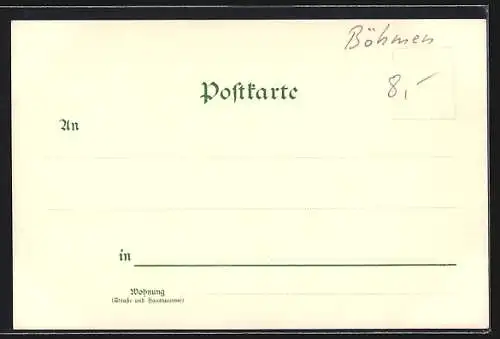 Böhmen
8,-
Postkarte
An
in
Wohnung
(Straße und Hausnummer)